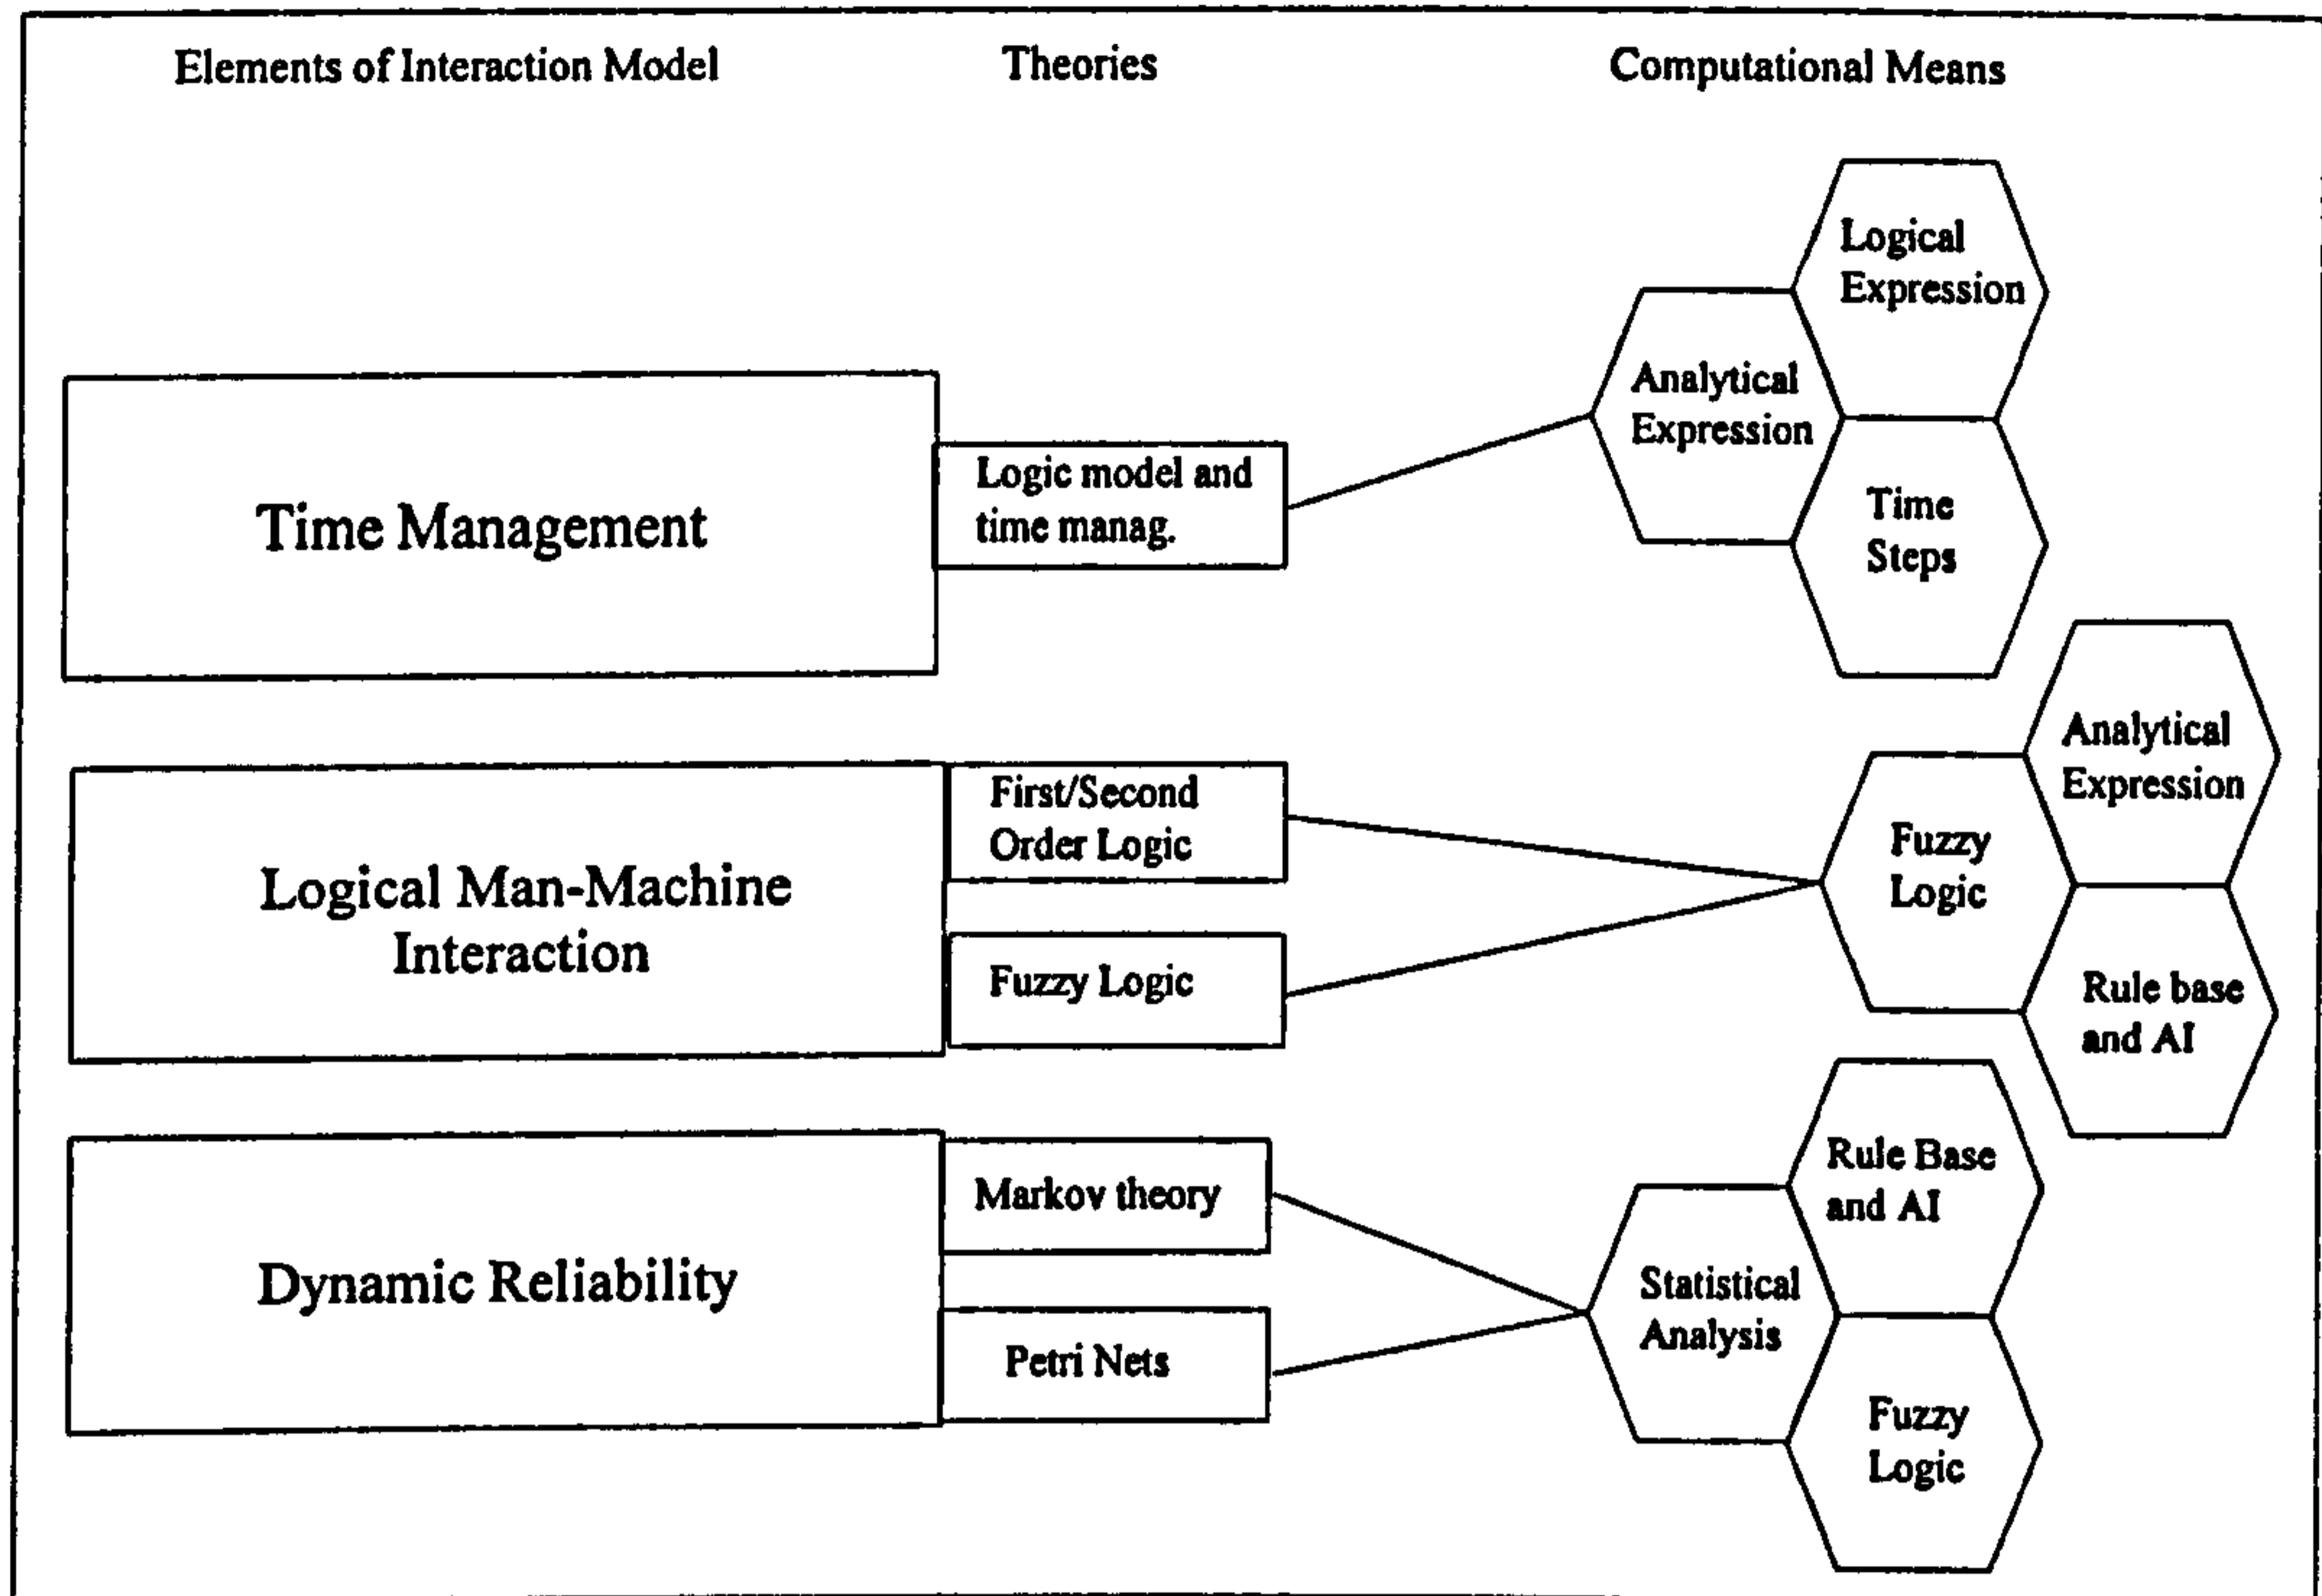 Elements of Interaction Model
Theories
Computational Means
Time Management
Logic model and
time manag.
Analytical
Expression
Logical
Expression
Time
Steps
Logical Man-Machine
Interaction
First/Second
Order Logic
Fuzzy Logic
Fuzzy
Logic
Analytical
Expression
Rule base
and AI
Dynamic Reliability
Markov theory
Petri Nets
Statistical
Analysis
Rule Base
and AI
Fuzzy
Logic